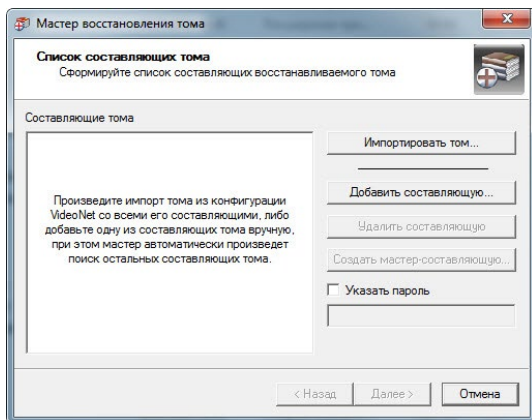 Мастер восстановления тома
Список составляющих тома
Сформируйте список составляющих восстанавливаемого тома
Составляющие тома
Произведите импорт тома из конфигурации
VideoNet со всеми его составляющими, либо
добавьте одну из составляющих тома вручную,
при этом мастер автоматически произведет
поиск остальных составляющих тома.
Импортировать том...
Добавить составляющую...
Удалить составляющую
Создать мастер-составляющую...
Указать пароль
< Назад
Далее >
Отмена